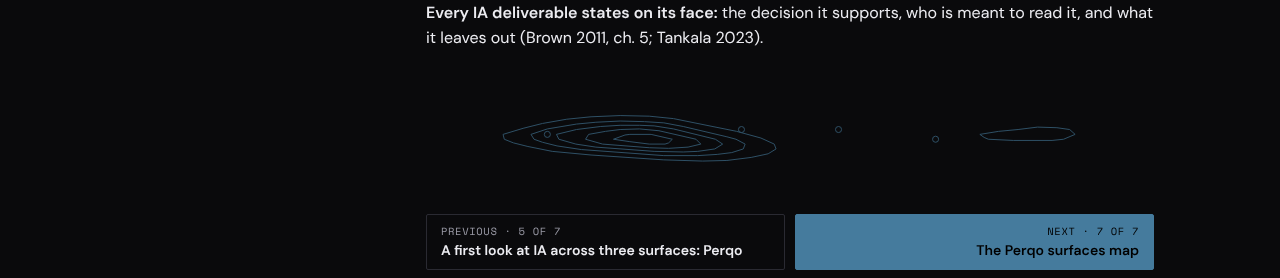 Every IA deliverable states on its face: the decision it supports, who is meant to read it, and what
it leaves out (Brown 2011, ch. 5; Tankala 2023).
PREVIOUS · 5 OF 7
A first look at IA across three surfaces: Perqo
NEXT · 7 OF 7
The Perqo surfaces map